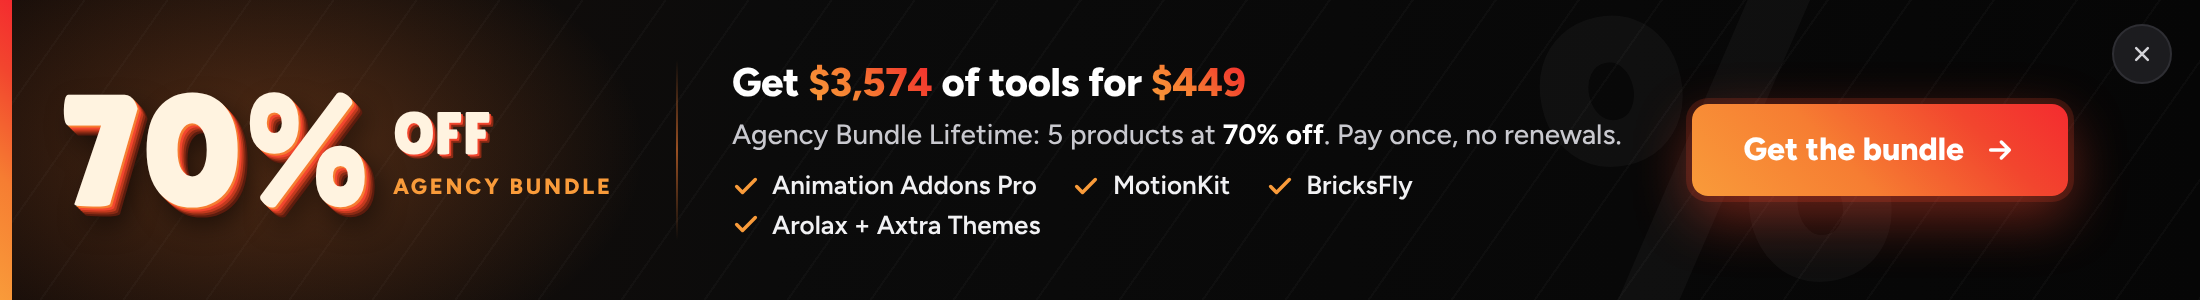 70% OFF
AGENCY BUNDLE
Get $3,574 of tools for $449
Agency Bundle Lifetime: 5 products at 70% off. Pay once, no renewals.
Animation Addons Pro MotionKit BricksFly
Arolax + Axtra Themes
Get the bundle →